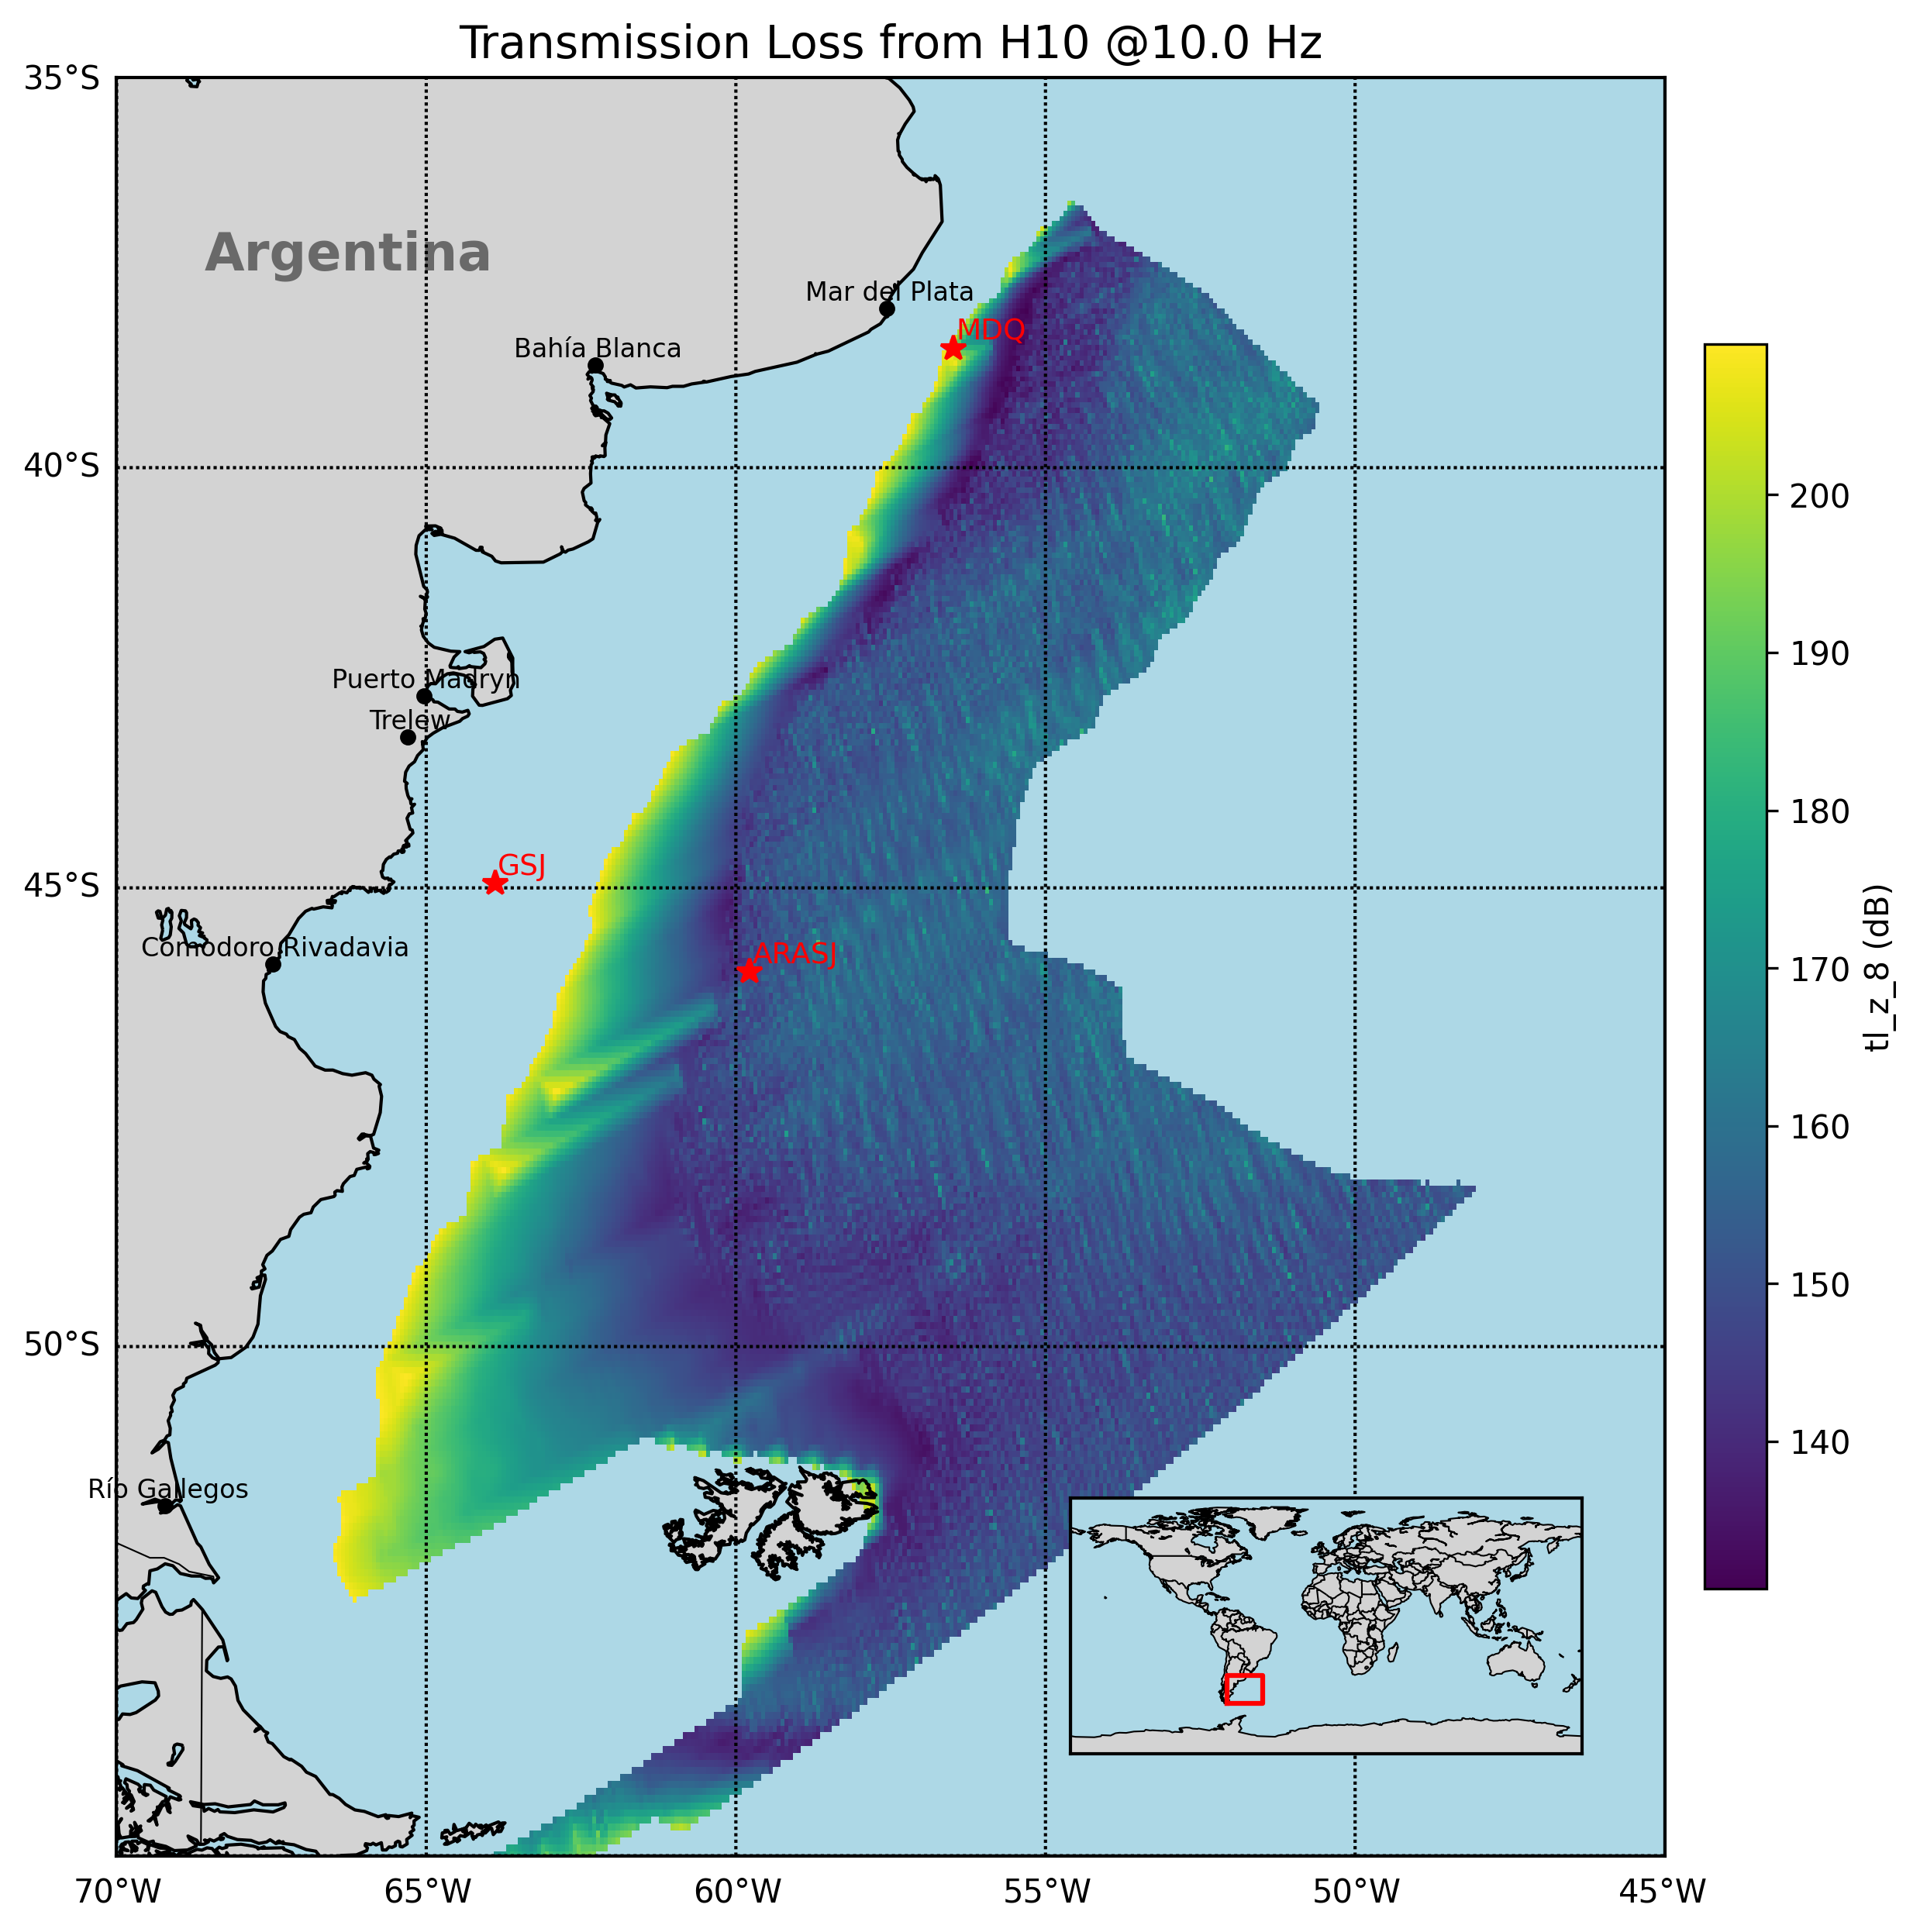 Transmission Loss from H10 @10.0 Hz
35°S
Argentina
Mar del Plata
MDQ
Bahía Blanca
40°S
200
190
Puerto Madryn
Trelew
180
GSJ
45°S
ARASJ
Comodoro Rivadavia
170
tl_z_8 (dB)
160
150
50°S
140
Río Gallegos
70°W
65°W
60°W
55°W
50°W
45°W